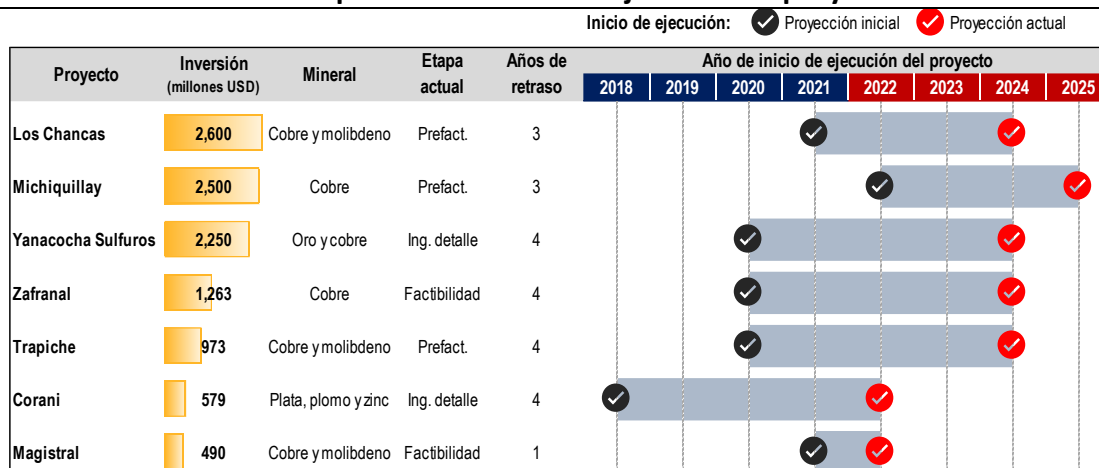 Inicio de ejecución: Proyección inicial Proyección actual
Proyecto Inversión (millones USD) Mineral Etapa actual Años de retraso Año de inicio de ejecución del proyecto
2018 2019 2020 2021 2022 2023 2024 2025
Los Chancas 2,600 Cobre y molibdeno Prefact. 3
Michiquillay 2,500 Cobre Prefact. 3
Yanacocha Sulfuros 2,250 Oro y cobre Ing. detalle 4
Zafranal 1,263 Cobre Factibilidad 4
Trapiche 973 Cobre y molibdeno Prefact. 4
Corani 579 Plata, plomo y zinc Ing. detalle 4
Magistral 490 Cobre y molibdeno Factibilidad 1